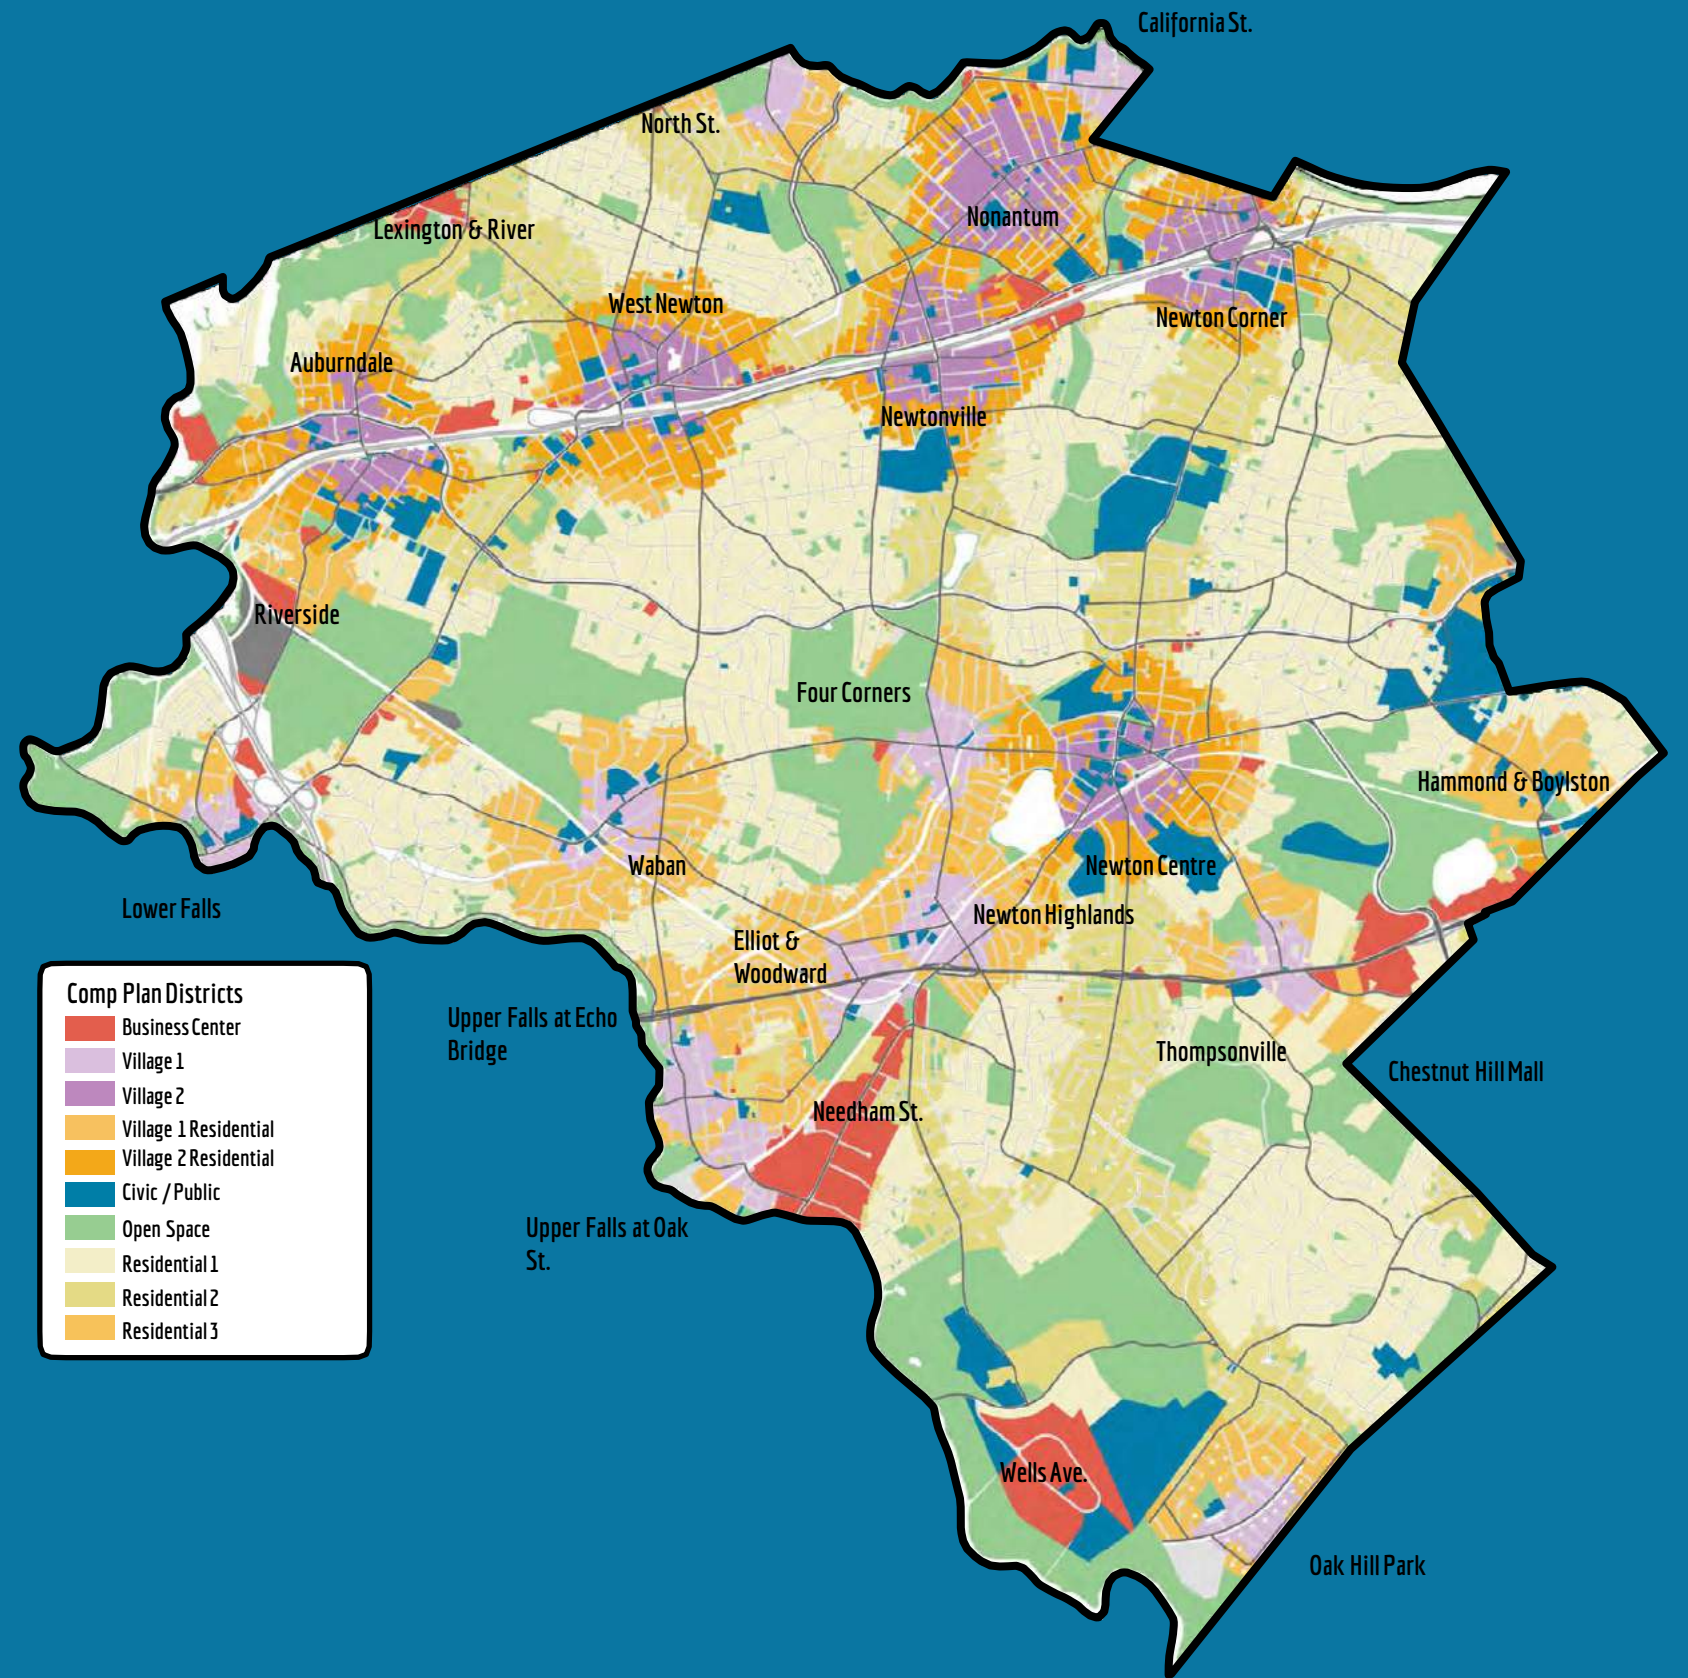 California St.
North St.
Nonantum
Lexington & River
West Newton
Newton Corner
Auburndale
Newtonville
Riverside
Four Corners
Hammond & Boylston
Waban
Newton Centre
Lower Falls
Newton Highlands
Elliot &
Woodward
Upper Falls at Echo
Bridge
Thompsonville
Chestnut Hill Mall
Needham St.
Upper Falls at Oak
St.
Wells Ave.
Oak Hill Park
Comp Plan Districts
Business Center
Village 1
Village 2
Village 1 Residential
Village 2 Residential
Civic / Public
Open Space
Residential 1
Residential 2
Residential 3